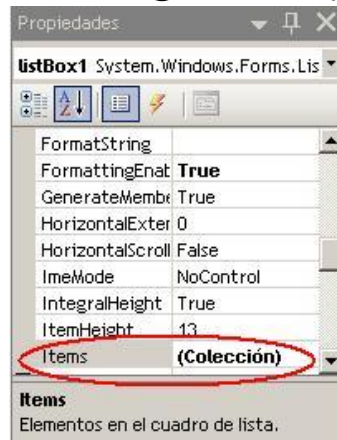 Propiedades
listBox1 System.Windows.Forms.Lis
FormatString
FormattingEnab True
GenerateMembe True
HorizontalExter 0
HorizontalScroll False
ImeMode NoControl
IntegralHeight True
ItemHeight 13
Items (Colección)
Items
Elementos en el cuadro de lista.